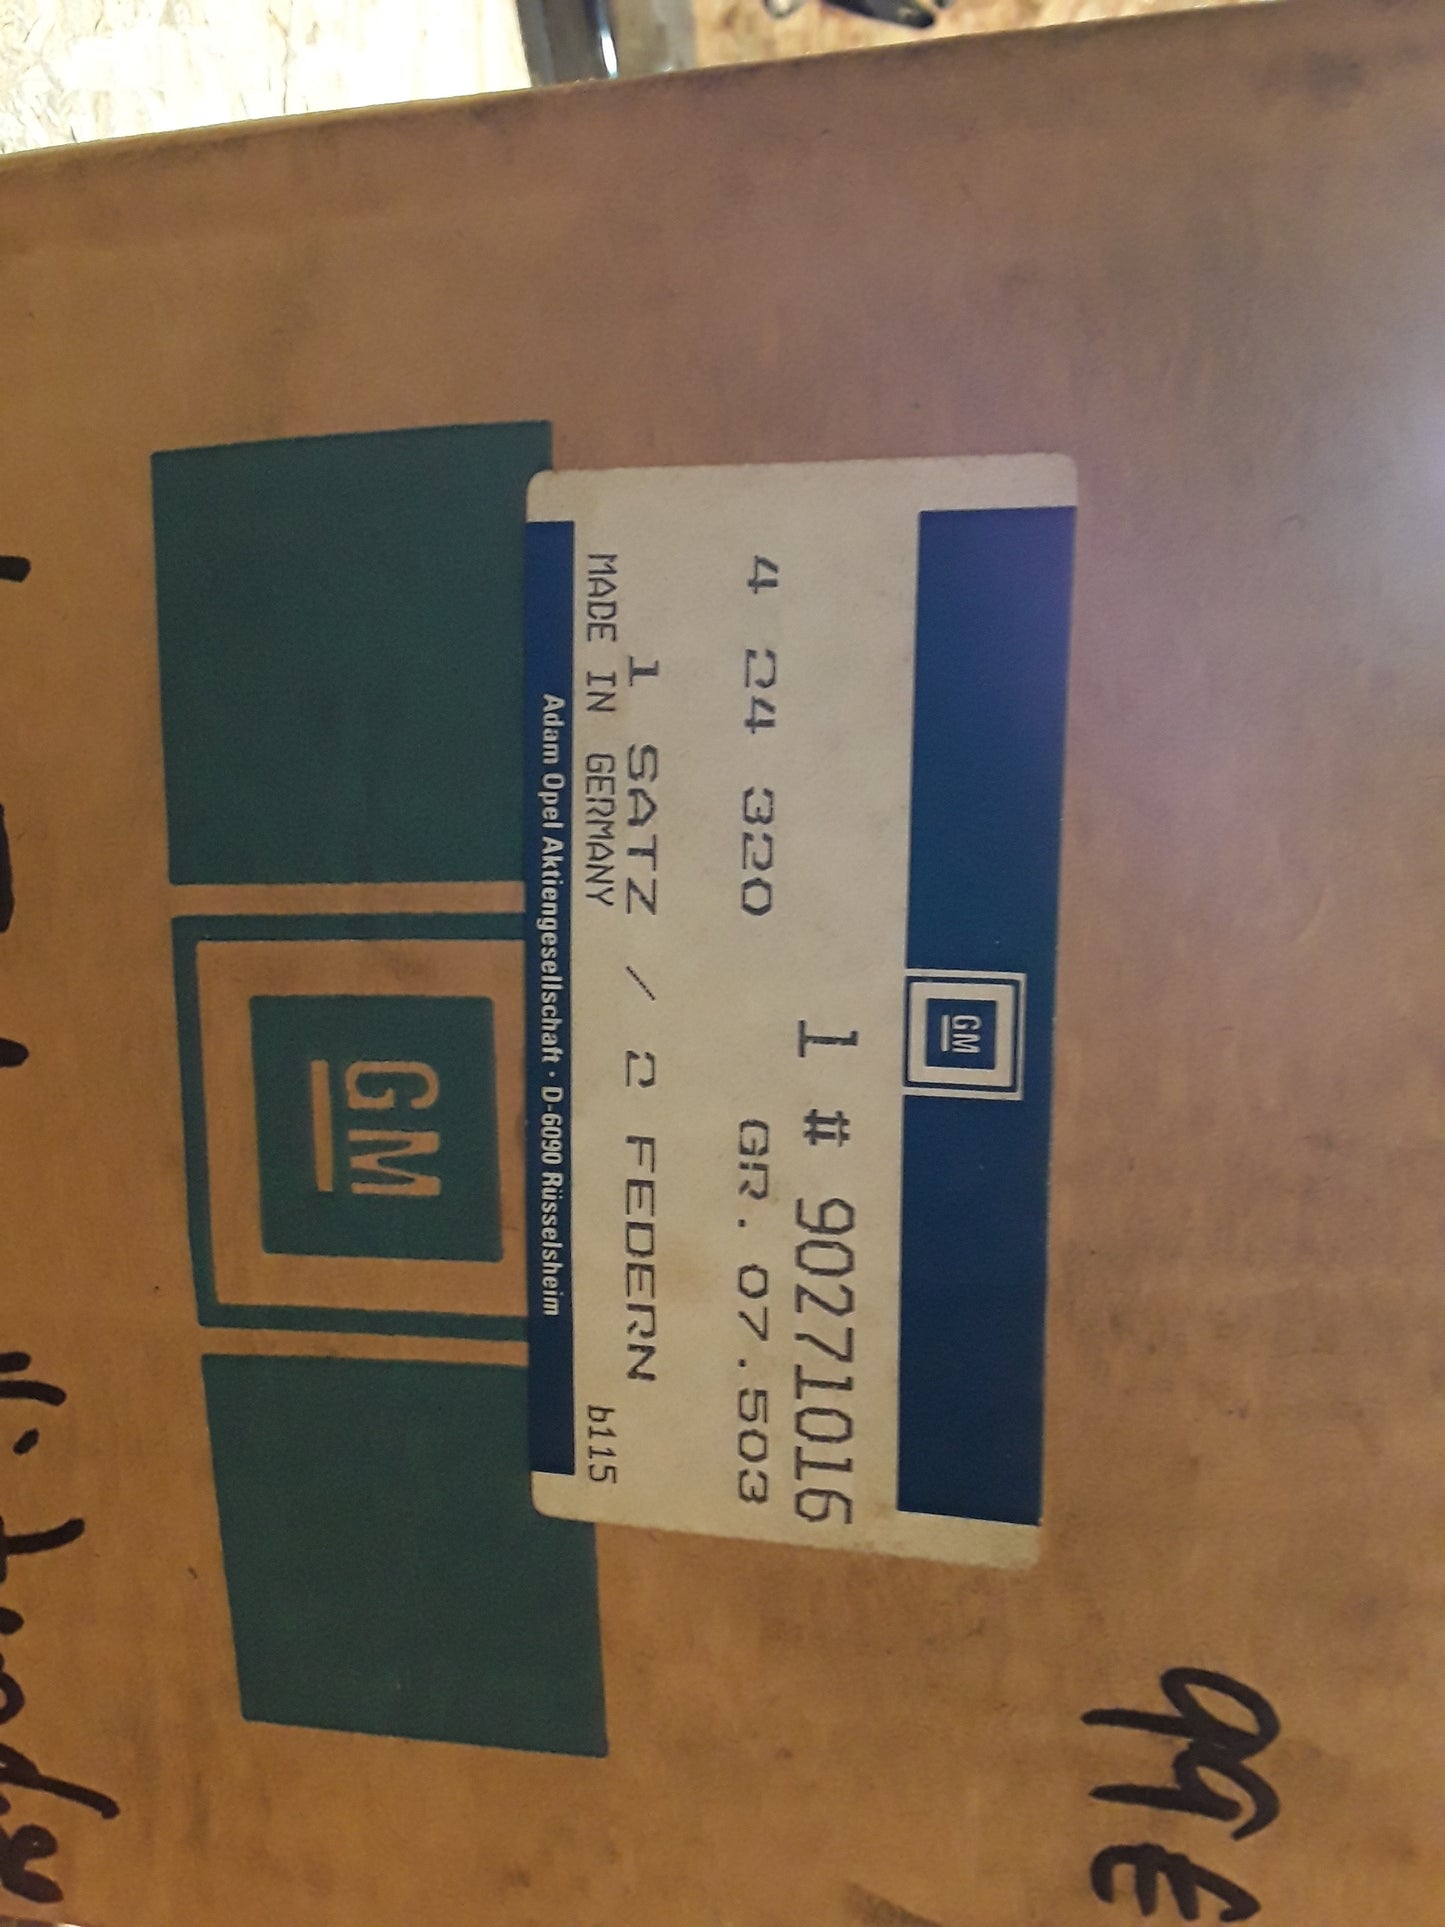 GM
1 # 90271016
4 24 320 GR. 07.503
1 SATZ / 2 FEDERN
MADE IN GERMANY b115
Adam Opel Aktiengesellschaft · D-6090 Rüsselsheim
GM
99E